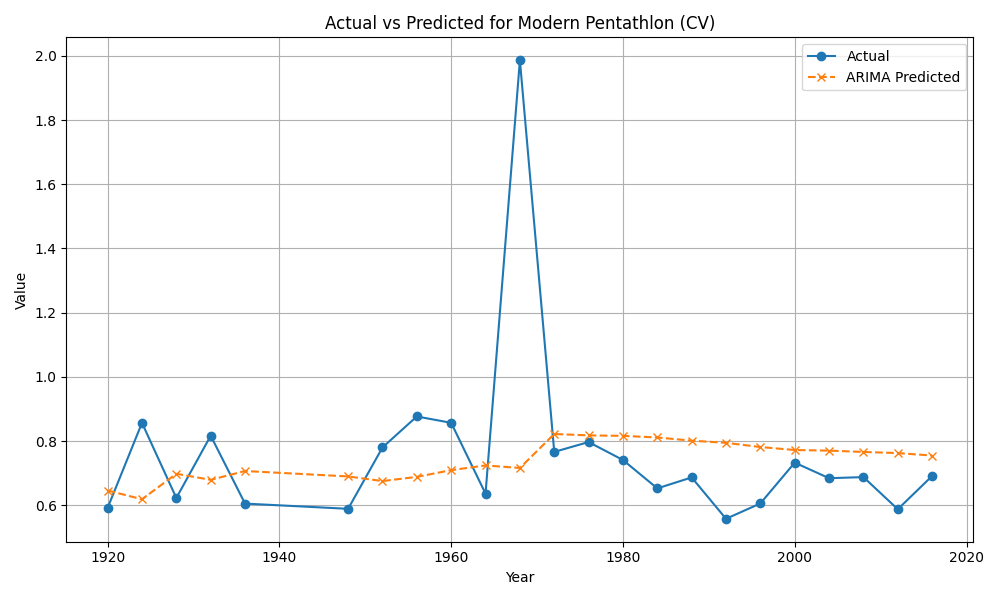 Actual vs Predicted for Modern Pentathlon (CV)
Actual
ARIMA Predicted
2.0
1.8
1.6
1.4
1.2
1.0
0.8
0.6
Value
1920
1940
1960
1980
2000
2020
Year